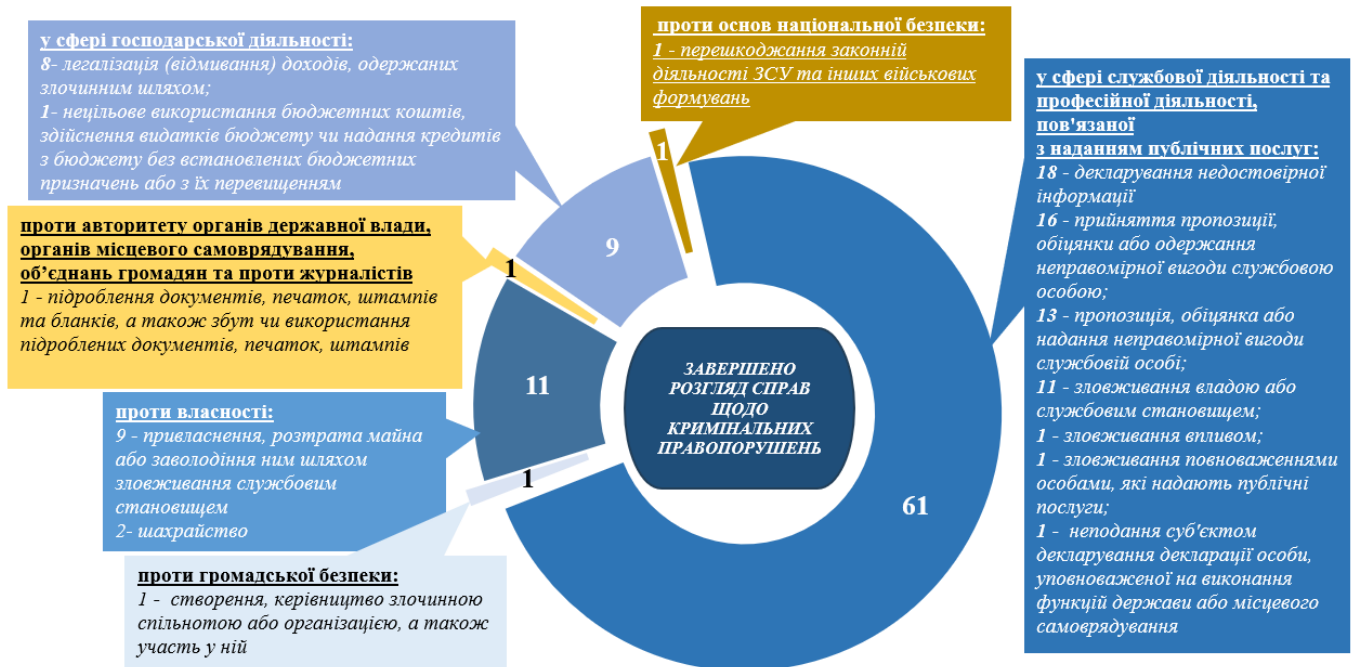 у сфері господарської діяльності:
8- легалізація (відмивання) доходів, одержаних
злочинним шляхом;
1- нецільове використання бюджетних коштів,
здійснення видатків бюджету чи надання кредитів
з бюджету без встановлених бюджетних
призначень або з їх перевищенням
проти авторитету органів державної влади,
органів місцевого самоврядування,
об’єднань громадян та проти журналістів
1 - підроблення документів, печаток, штампів
та бланків, а також збут чи використання
підроблених документів, печаток, штампів
проти власності:
9 - привласнення, розтрата майна
або заволодіння ним шляхом
зловживання службовим
становищем
2- шахрайство
проти громадської безпеки:
1 - створення, керівництво злочинною
спільнотою або організацією, а також
участь у ній
проти основ національної безпеки:
1 - перешкоджання законній
діяльності ЗСУ та інших військових
формувань
1
9
1
11
1
61
ЗАВЕРШЕНО
РОЗГЛЯД СПРАВ
ЩОДО
КРИМІНАЛЬНИХ
ПРАВОПОРУШЕНЬ
у сфері службової діяльності та
професійної діяльності,
пов'язаної
з наданням публічних послуг:
18 - декларування недостовірної
інформації
16 - прийняття пропозиції,
обіцянки або одержання
неправомірної вигоди службовою
особою;
13 - пропозиція, обіцянка або
надання неправомірної вигоди
службовій особі;
11 - зловживання владою або
службовим становищем;
1 - зловживання впливом;
1 - зловживання повноваженнями
особами, які надають публічні
послуги;
1 - неподання суб'єктом
декларування декларації особи,
уповноваженої на виконання
функцій держави або місцевого
самоврядування